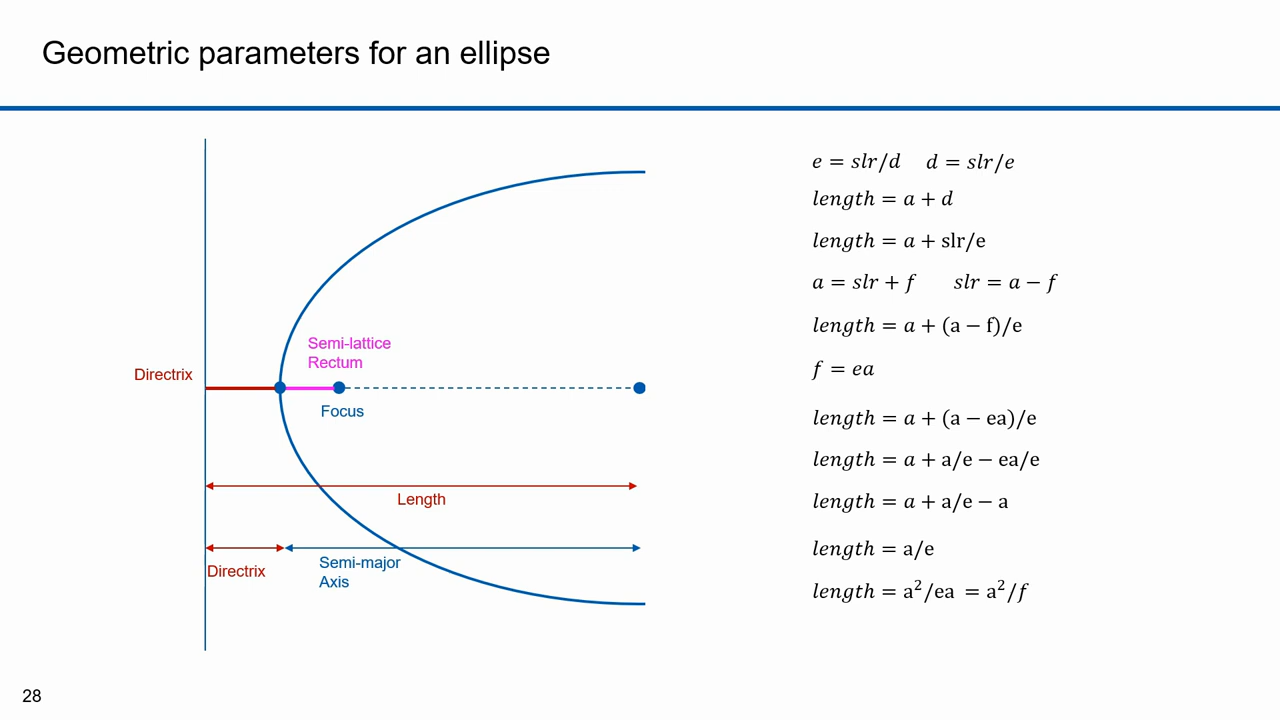 Geometric parameters for an ellipse
Directrix
Semi-lattice
Rectum
Focus
Length
Directrix
Semi-major
Axis
e = slr/d d = slr/e
length = a + d
length = a + slr/e
a = slr + f slr = a − f
length = a + (a − f)/e
f = ea
length = a + (a − ea)/e
length = a + a/e − ea/e
length = a + a/e − a
length = a/e
length = a²/ea = a²/f
28